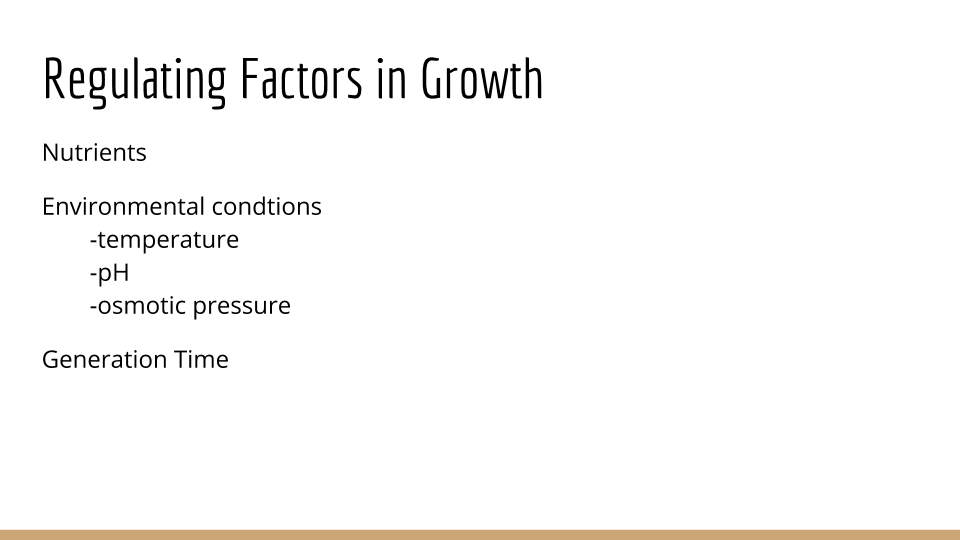 Regulating Factors in Growth
Nutrients
Environmental condtions
-temperature
-pH
-osmotic pressure
Generation Time